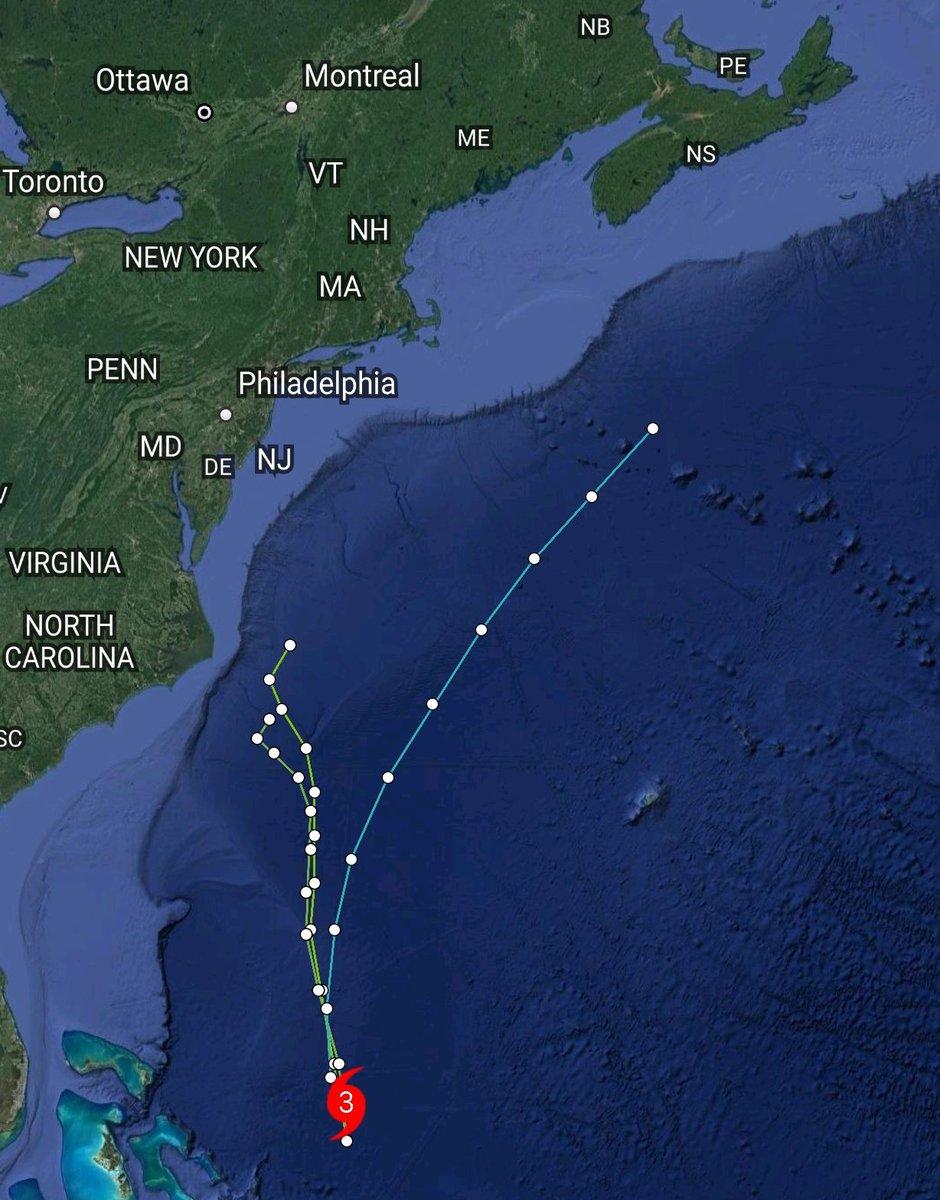 NB
Ottawa
Montreal
PE
ME
NS
VT
Toronto
NH
NEW YORK
MA
PENN
Philadelphia
MD
DE
NJ
V
VIRGINIA
NORTH
CAROLINA
SC
3